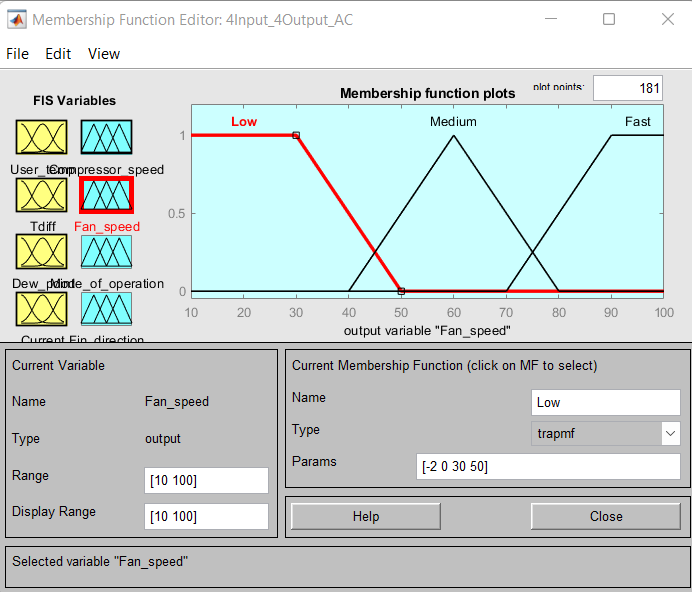 Membership Function Editor: 4Input_4Output_AC
File Edit View
FIS Variables
Membership function plots
plot points:
181
User_temp
Compressor_speed
Tdiff
Fan_speed
Dew_point
Mode_of_operation
Current
Fin_direction
Low
Medium
Fast
1
0.5
0
10 20 30 40 50 60 70 80 90 100
output variable "Fan_speed"
Current Variable
Name Fan_speed
Type output
Range [10 100]
Display Range [10 100]
Current Membership Function (click on MF to select)
Name Low
Type trapmf
Params [-2 0 30 50]
Help Close
Selected variable "Fan_speed"